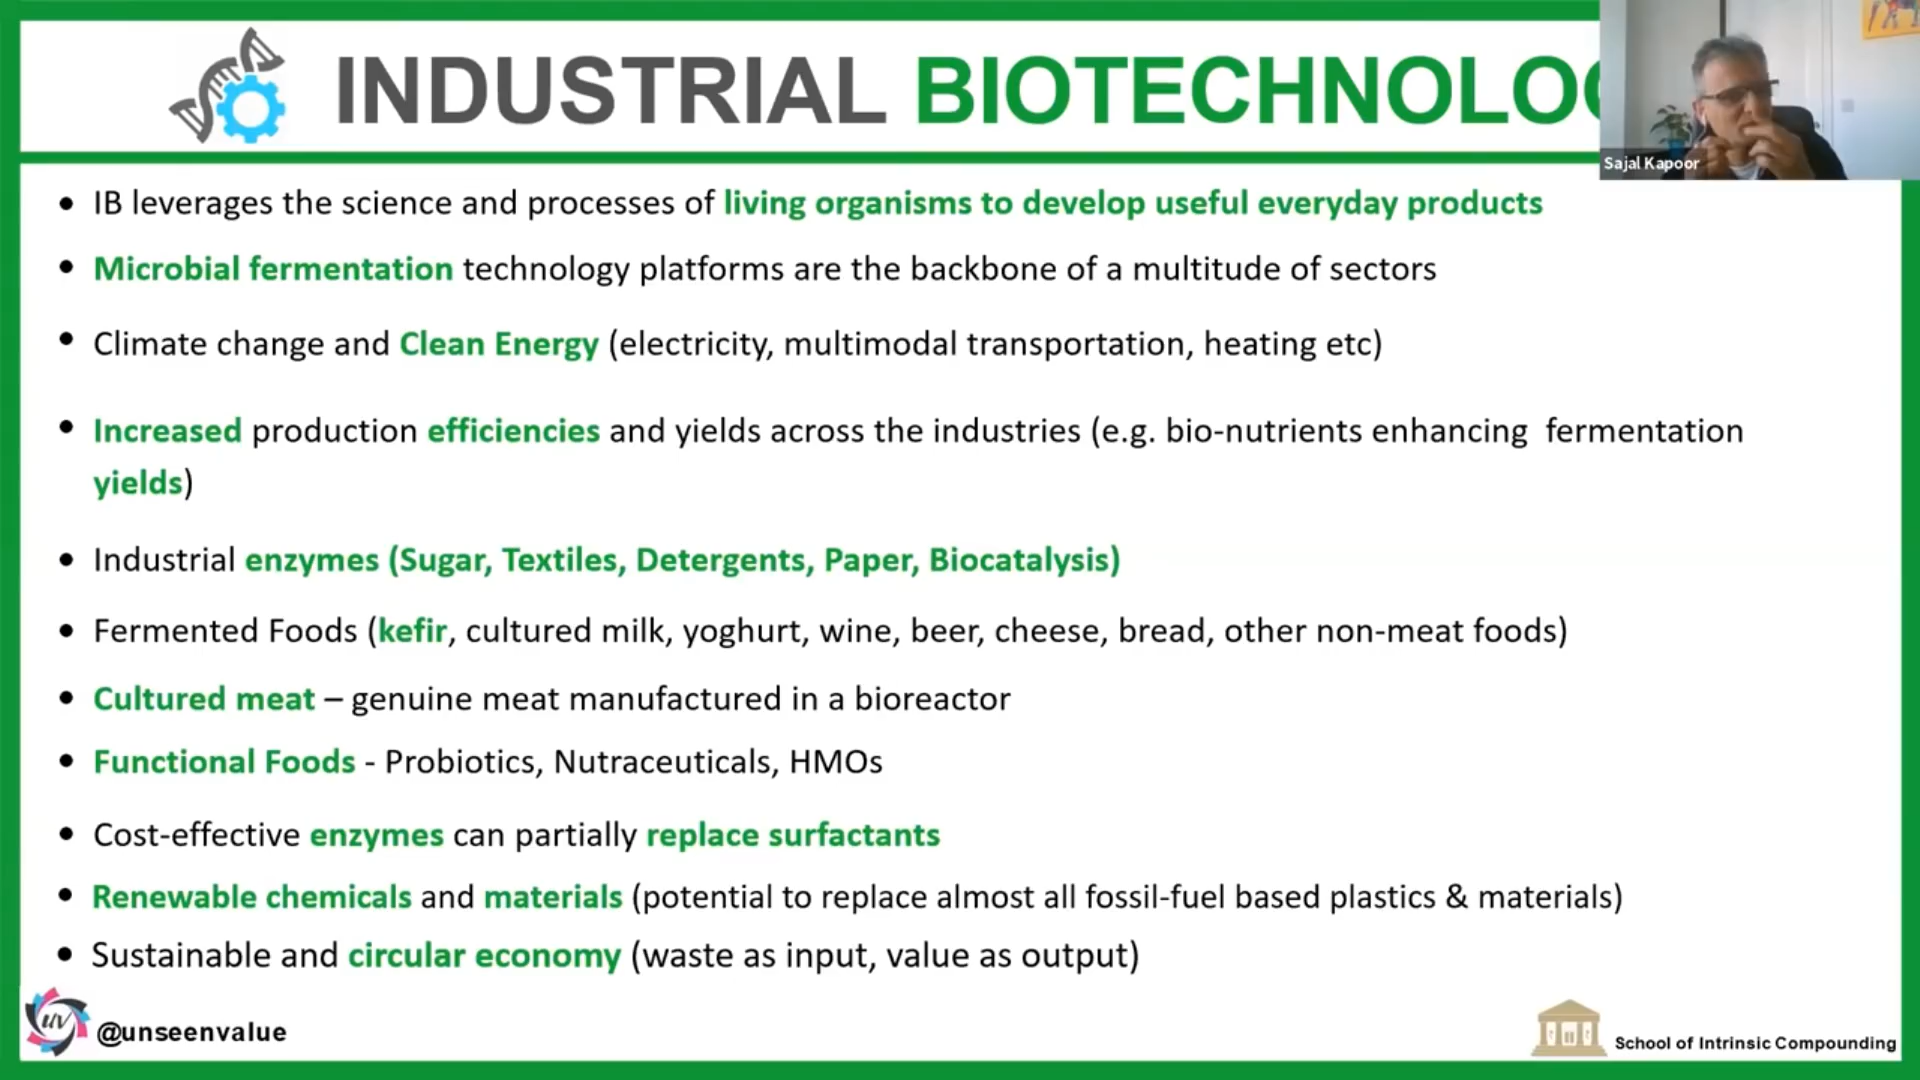 INDUSTRIAL BIOTECHNOLO
Sajal Kapoor
• IB leverages the science and processes of living organisms to develop useful everyday products
• Microbial fermentation technology platforms are the backbone of a multitude of sectors
• Climate change and Clean Energy (electricity, multimodal transportation, heating etc)
• Increased production efficiencies and yields across the industries (e.g. bio-nutrients enhancing fermentation
yields)
• Industrial enzymes (Sugar, Textiles, Detergents, Paper, Biocatalysis)
• Fermented Foods (kefir, cultured milk, yoghurt, wine, beer, cheese, bread, other non-meat foods)
• Cultured meat – genuine meat manufactured in a bioreactor
• Functional Foods - Probiotics, Nutraceuticals, HMOs
• Cost-effective enzymes can partially replace surfactants
• Renewable chemicals and materials (potential to replace almost all fossil-fuel based plastics & materials)
• Sustainable and circular economy (waste as input, value as output)
UV
@unseenvalue
School of Intrinsic Compounding